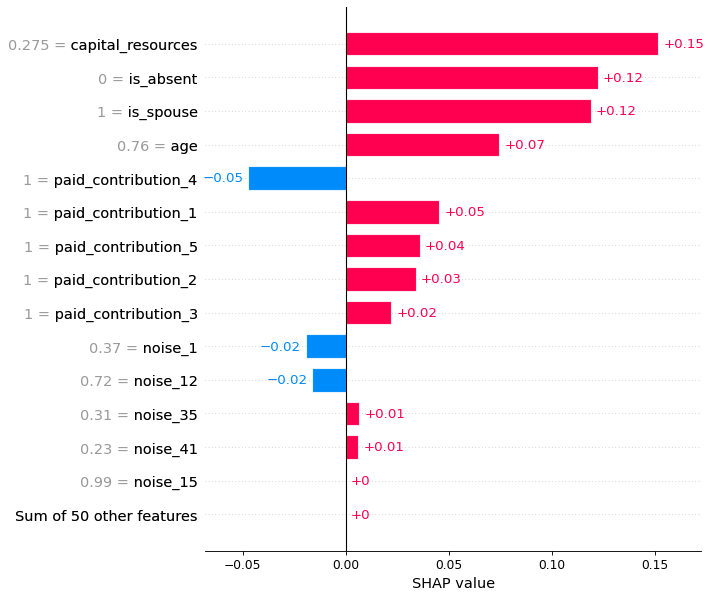 0.275 = capital_resources +0.15
0 = is_absent +0.12
1 = is_spouse +0.12
0.76 = age +0.07
1 = paid_contribution_4 −0.05
1 = paid_contribution_1 +0.05
1 = paid_contribution_5 +0.04
1 = paid_contribution_2 +0.03
1 = paid_contribution_3 +0.02
0.37 = noise_1 −0.02
0.72 = noise_12 −0.02
0.31 = noise_35 +0.01
0.23 = noise_41 +0.01
0.99 = noise_15 +0
Sum of 50 other features +0
−0.05 0.00 0.05 0.10 0.15
SHAP value